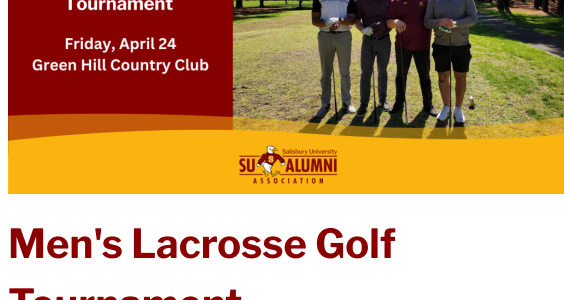 Tournament
Friday, April 24
Green Hill Country Club
Salisbury University
SU ALUMNI
ASSOCIATION
Men's Lacrosse Golf
Tournament